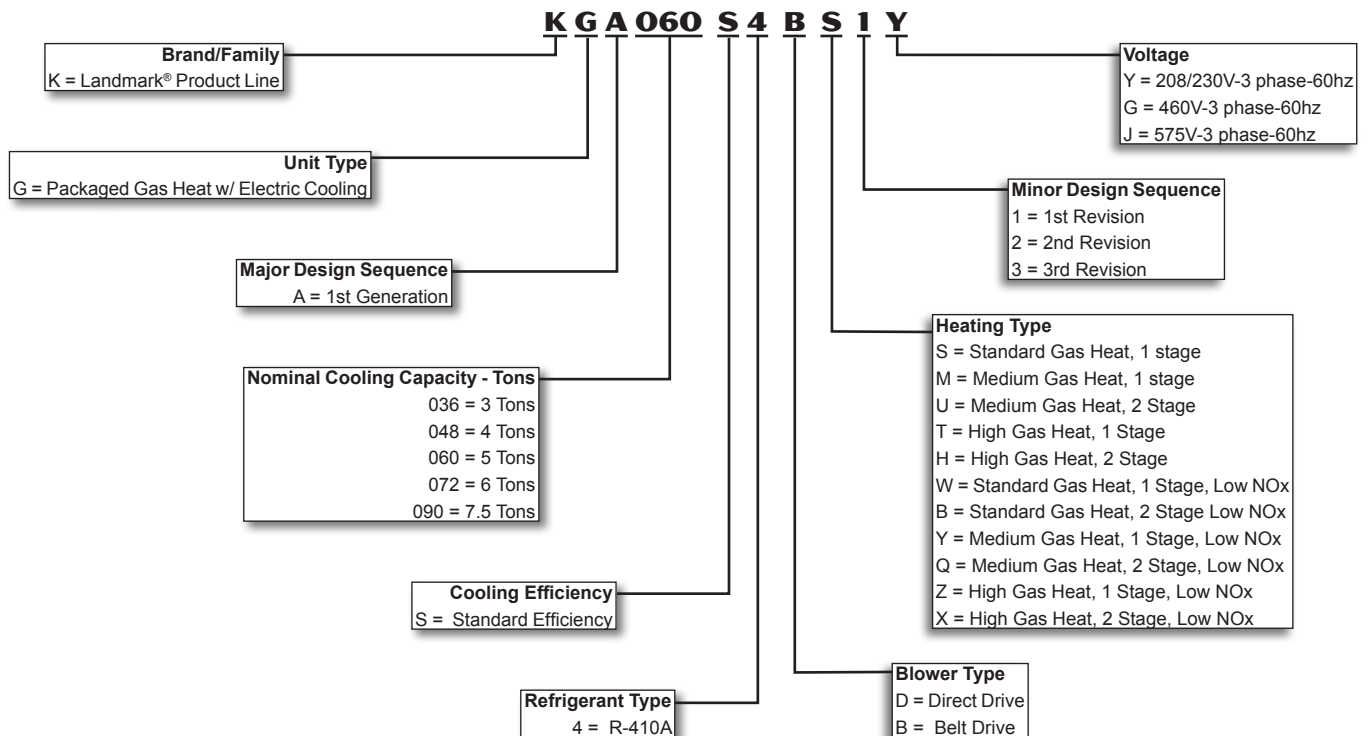 K G A 060 S 4 B S 1 Y
Brand/Family
K = Landmark® Product Line
Unit Type
G = Packaged Gas Heat w/ Electric Cooling
Major Design Sequence
A = 1st Generation
Nominal Cooling Capacity - Tons
036 = 3 Tons
048 = 4 Tons
060 = 5 Tons
072 = 6 Tons
090 = 7.5 Tons
Cooling Efficiency
S = Standard Efficiency
Refrigerant Type
4 = R-410A
Voltage
Y = 208/230V-3 phase-60hz
G = 460V-3 phase-60hz
J = 575V-3 phase-60hz
Minor Design Sequence
1 = 1st Revision
2 = 2nd Revision
3 = 3rd Revision
Heating Type
S = Standard Gas Heat, 1 stage
M = Medium Gas Heat, 1 stage
U = Medium Gas Heat, 2 Stage
T = High Gas Heat, 1 Stage
H = High Gas Heat, 2 Stage
W = Standard Gas Heat, 1 Stage, Low NOx
B = Standard Gas Heat, 2 Stage Low NOx
Y = Medium Gas Heat, 1 Stage, Low NOx
Q = Medium Gas Heat, 2 Stage, Low NOx
Z = High Gas Heat, 1 Stage, Low NOx
X = High Gas Heat, 2 Stage, Low NOx
Blower Type
D = Direct Drive
B = Belt Drive